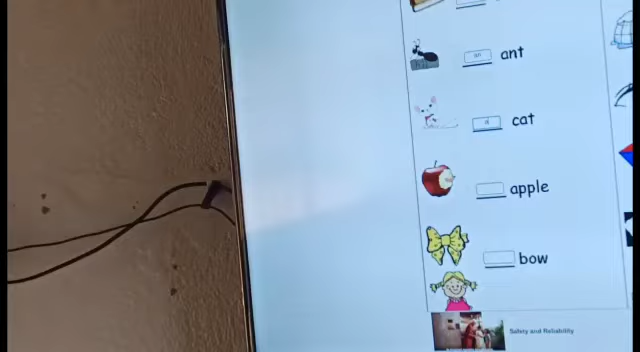 an ant
a cat
apple
bow
Safety and Reliability